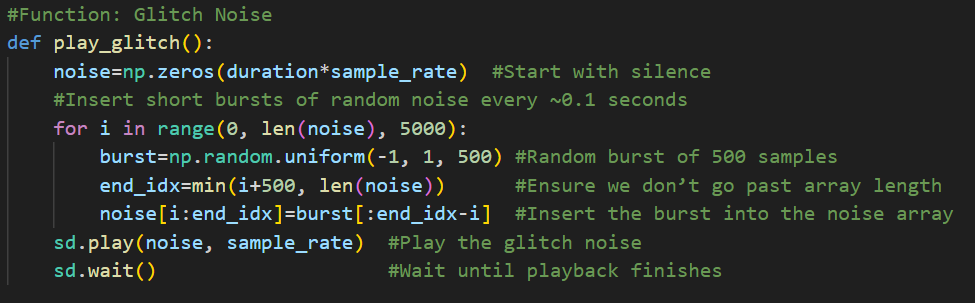 #Function: Glitch Noise
def play_glitch():
    noise=np.zeros(duration*sample_rate)  #Start with silence
    #Insert short bursts of random noise every ~0.1 seconds
    for i in range(0, len(noise), 5000):
        burst=np.random.uniform(-1, 1, 500) #Random burst of 500 samples
        end_idx=min(i+500, len(noise))      #Ensure we don’t go past array length
        noise[i:end_idx]=burst[:end_idx-i]  #Insert the burst into the noise array
    sd.play(noise, sample_rate)  #Play the glitch noise
    sd.wait()                    #Wait until playback finishes